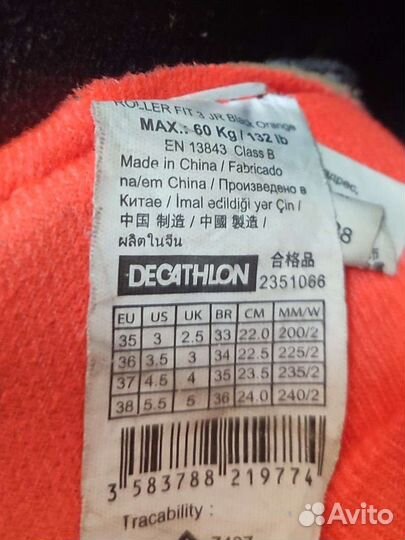 ROLLER FIT 3 JR Black Orange
MAX.: 60 Kg / 132 lb
EN 13843 Class B
Made in China / Fabricado
na/em China / Произведено в
Китае / Imal edildiği yer Çin /
中国 制造 / 中國 製造 /
ผลิตในจีน
合格品
DECATHLON 2351066
EU US UK BR CM MM/W
35 3 2.5 33 22.0 200/2
36 3.5 3 34 22.5 225/2
37 4.5 4 35 23.5 235/2
38 5.5 5 36 24.0 240/2
3 583788 219774
Tracability :
Avito